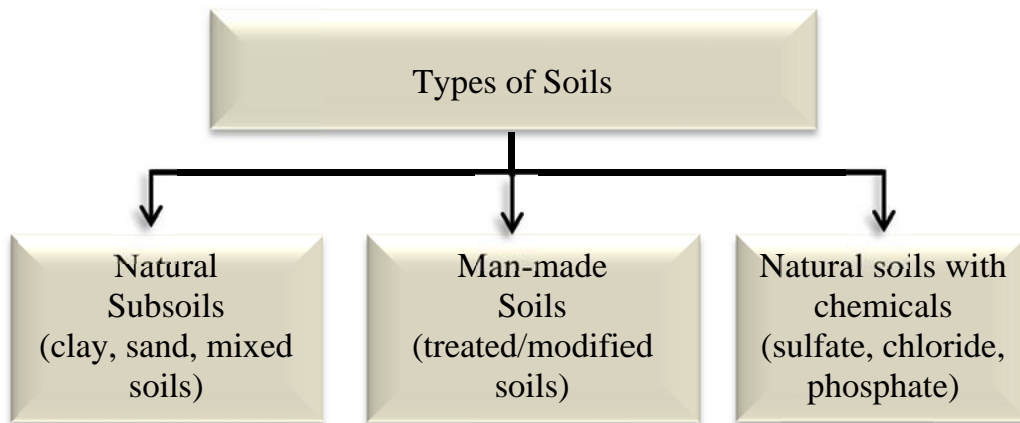 Types of Soils
Natural
Subsoils
(clay, sand, mixed
soils)
Man-made
Soils
(treated/modified
soils)
Natural soils with
chemicals
(sulfate, chloride,
phosphate)